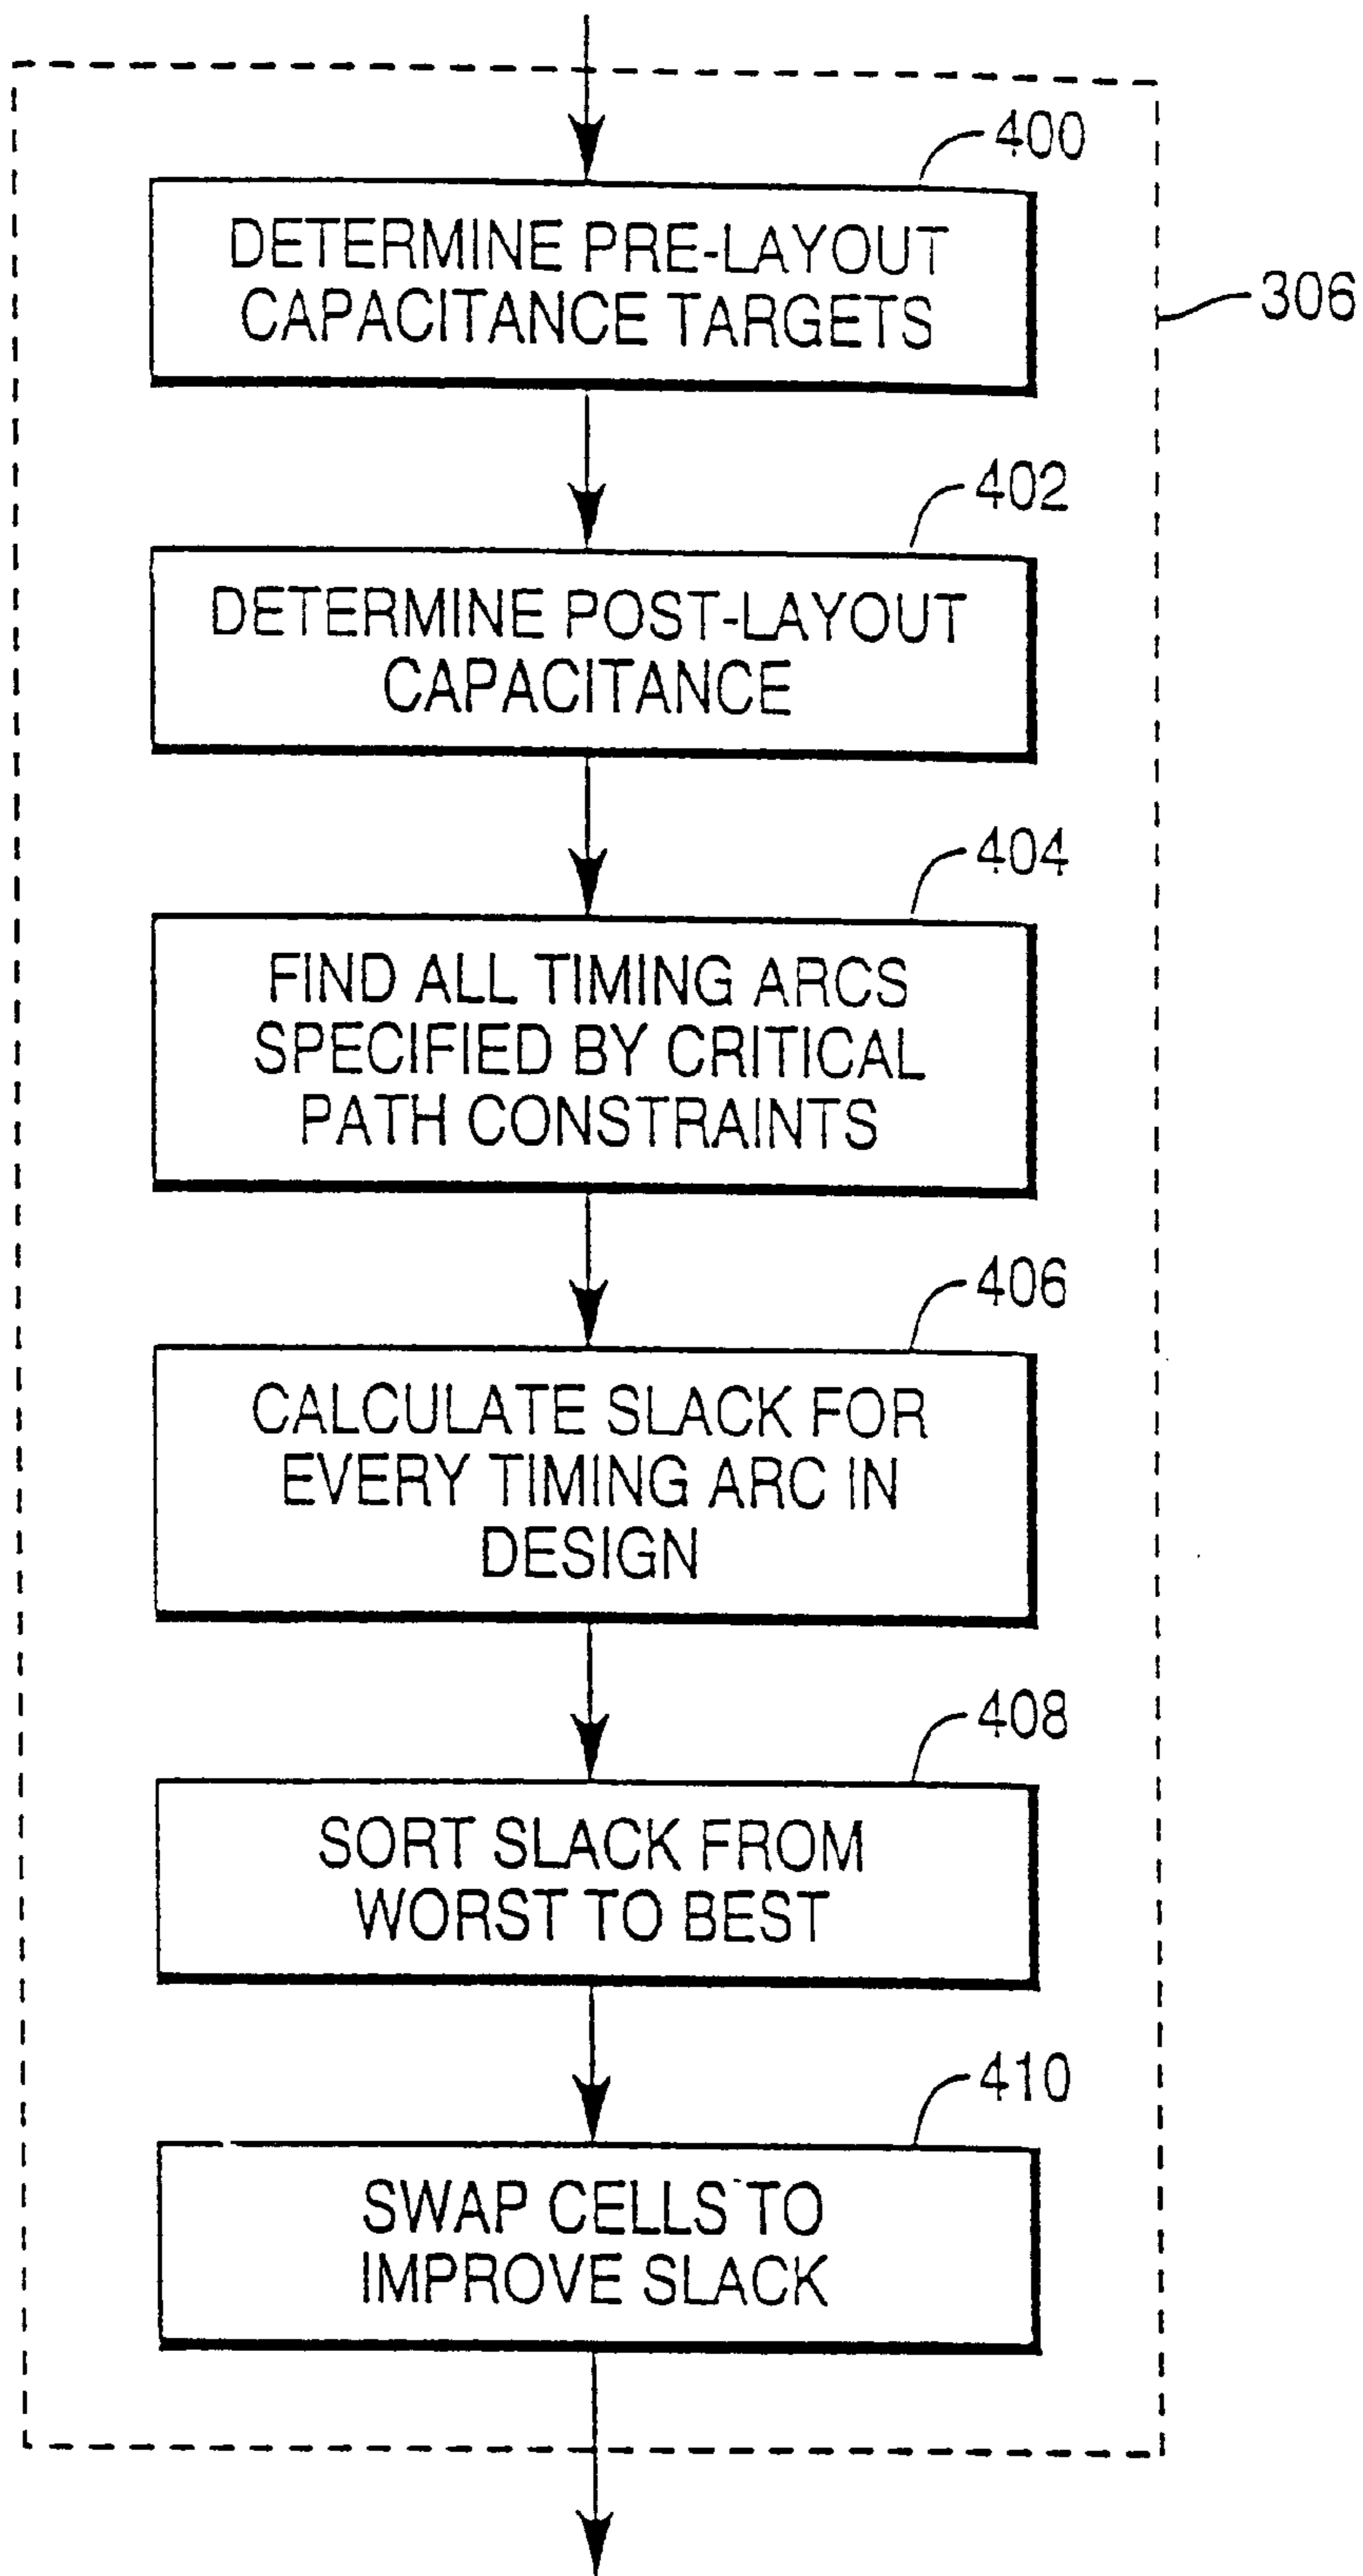 400
DETERMINE PRE-LAYOUT
CAPACITANCE TARGETS
306
402
DETERMINE POST-LAYOUT
CAPACITANCE
404
FIND ALL TIMING ARCS
SPECIFIED BY CRITICAL
PATH CONSTRAINTS
406
CALCULATE SLACK FOR
EVERY TIMING ARC IN
DESIGN
408
SORT SLACK FROM
WORST TO BEST
410
SWAP CELLS TO
IMPROVE SLACK